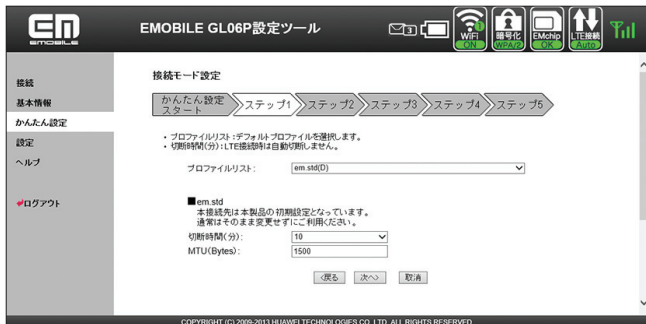 EM
EMOBILE
EMOBILE GL06P設定ツール
3
WiFi
ON
暗号化
WPA/2
EMchip
OK
LTE接続
Auto
接続
基本情報
かんたん設定
設定
ヘルプ
ログアウト
接続モード設定
かんたん設定
スタート
ステップ1
ステップ2
ステップ3
ステップ4
ステップ5
・プロファイルリスト:デフォルトプロファイルを選択します。
・切断時間(分):LTE接続時は自動切断しません。
プロファイルリスト: em.std(D)
■em.std
本接続先は本製品の初期設定となっています。
通常はそのまま変更せずにご利用ください。
切断時間(分): 10
MTU(Bytes): 1500
<戻る 次へ> 取消
COPYRIGHT (C) 2009-2013 HUAWEI TECHNOLOGIES CO., LTD. ALL RIGHTS RESERVED.